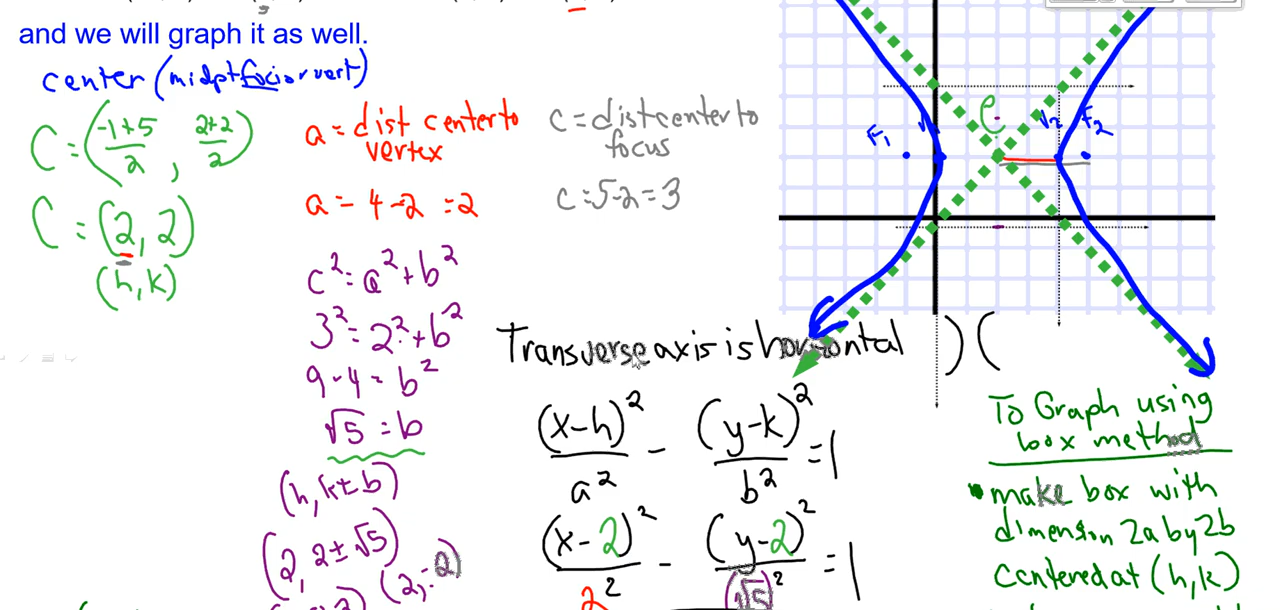 and we will graph it as well.
center (midpt foci or vert)
C = (-1+5/2, 2+2/2)
C = (2, 2)
(h, k)
a = dist center to
vertex
a = 4 - 2 = 2
c = dist center to
focus
c = 5-2 = 3
c² = a² + b²
3² = 2² + b²
9 - 4 = b²
√5 = b
(h, k ± b)
(2, 2 ± √5)
F₁
V₂
F₂
Transverse axis is horizontal ) (
(x-h)²/a² - (y-k)²/b² = 1
(x-2)²/2² - (y-2)²/(√5)² = 1
To Graph using
box method
• make box with
dimension 2a by 2b
centered at (h, k)